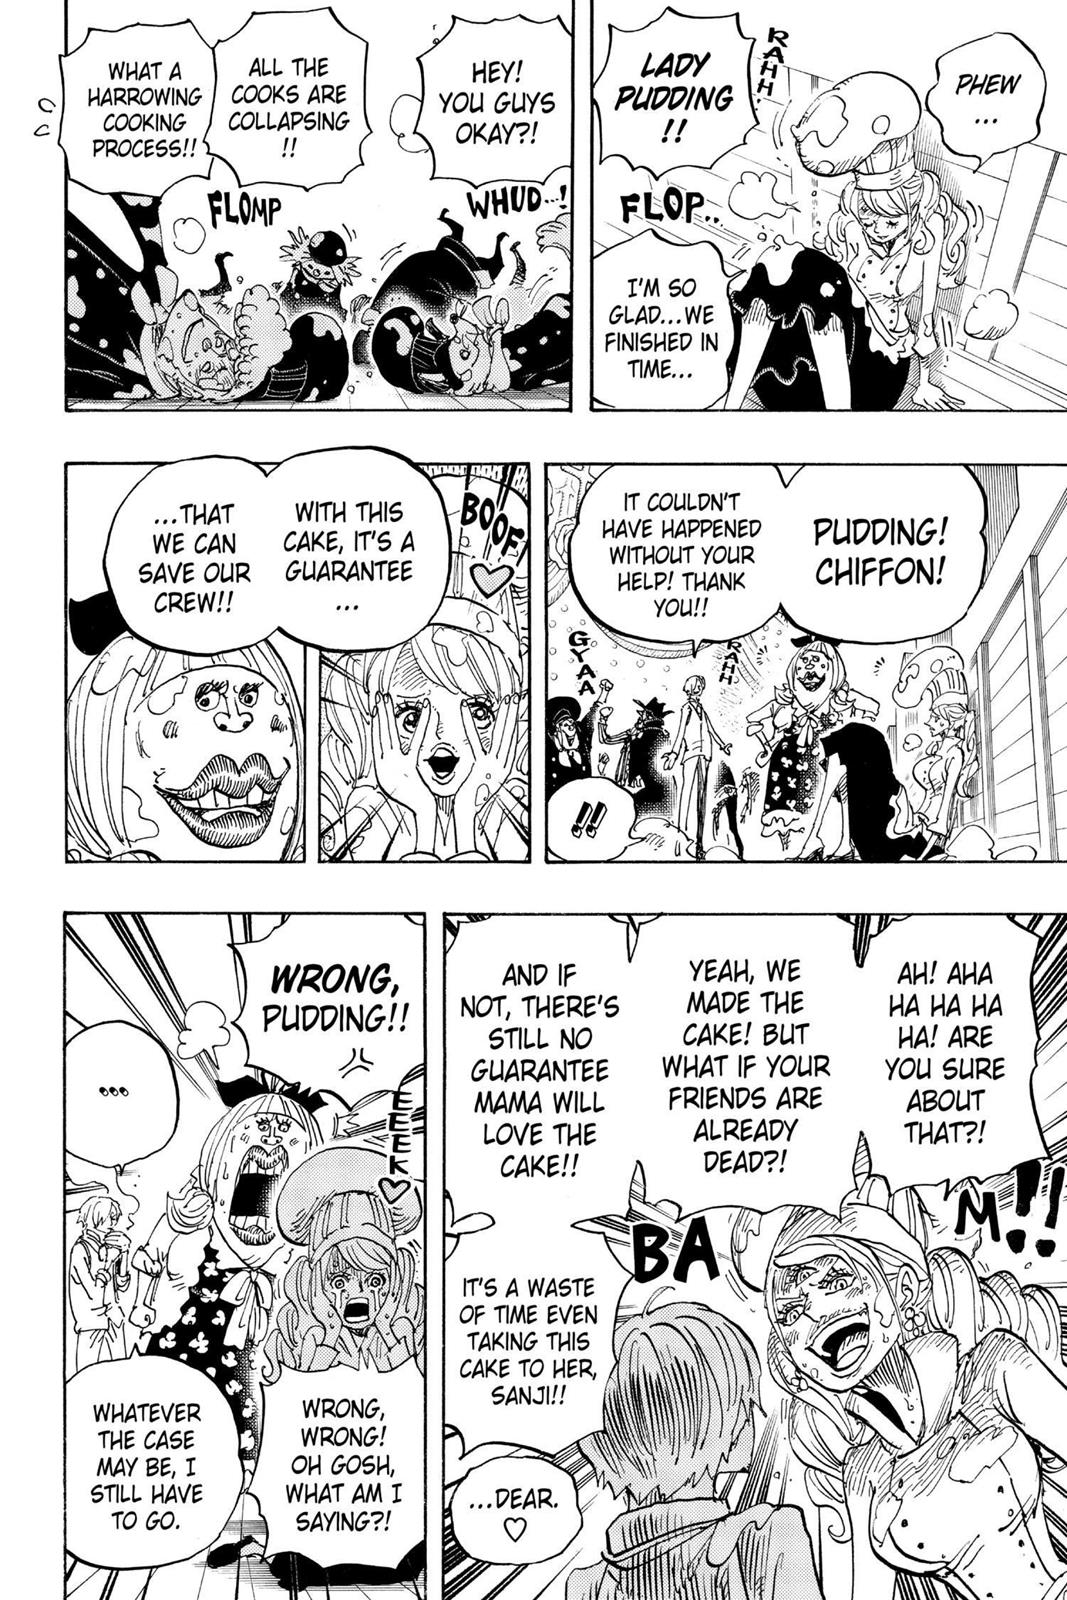 PHEW
...
RAHH.
LADY
PUDDING
!!
FLOP..
I'M SO
GLAD...WE
FINISHED IN
TIME...
HEY!
YOU GUYS
OKAY?!
WHUD..!
ALL THE
COOKS ARE
COLLAPSING
!!
FLOMP
WHAT A
HARROWING
COOKING
PROCESS!!
PUDDING!
CHIFFON!
IT COULDN'T
HAVE HAPPENED
WITHOUT YOUR
HELP! THANK
YOU!!
RAHH
GYAA
!!
BOOF!
♡
WITH THIS
CAKE, IT'S A
GUARANTEE
...
...THAT
WE CAN
SAVE OUR
CREW!!
AH! AHA
HA HA HA
HA! ARE
YOU SURE
ABOUT
THAT?!
YEAH, WE
MADE THE
CAKE! BUT
WHAT IF YOUR
FRIENDS ARE
ALREADY
DEAD?!
AND IF
NOT, THERE'S
STILL NO
GUARANTEE
MAMA WILL
LOVE THE
CAKE!!
BA
M!!
IT'S A WASTE
OF TIME EVEN
TAKING THIS
CAKE TO HER,
SANJI!!
...DEAR.
♡
WRONG,
PUDDING!!
EEEK♡
...
WRONG,
WRONG!
OH GOSH,
WHAT AM I
SAYING?!
WHATEVER
THE CASE
MAY BE, I
STILL HAVE
TO GO.